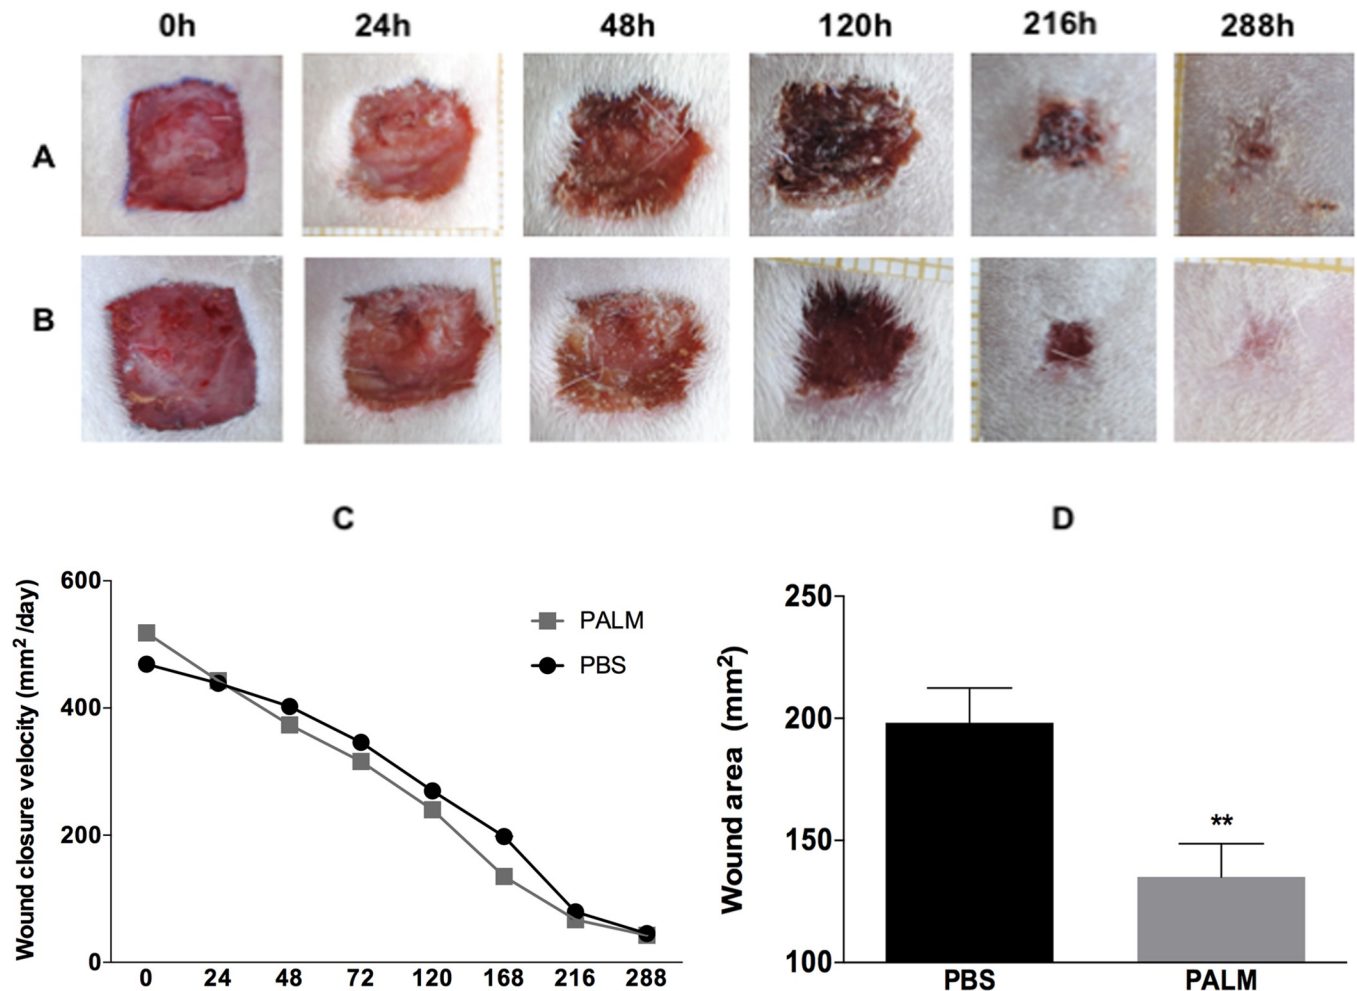 0h 24h 48h 120h 216h 288h
A
B
C
D
Wound closure velocity (mm² /day)
600
400
200
0
0 24 48 72 120 168 216 288
PALM
PBS
Wound area (mm²)
250
200
150
100
**
PBS PALM